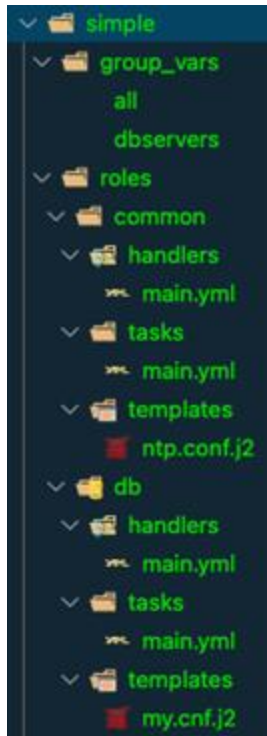 simple
group_vars
all
dbservers
roles
common
handlers
main.yml
tasks
main.yml
templates
ntp.conf.j2
db
handlers
main.yml
tasks
main.yml
templates
my.cnf.j2